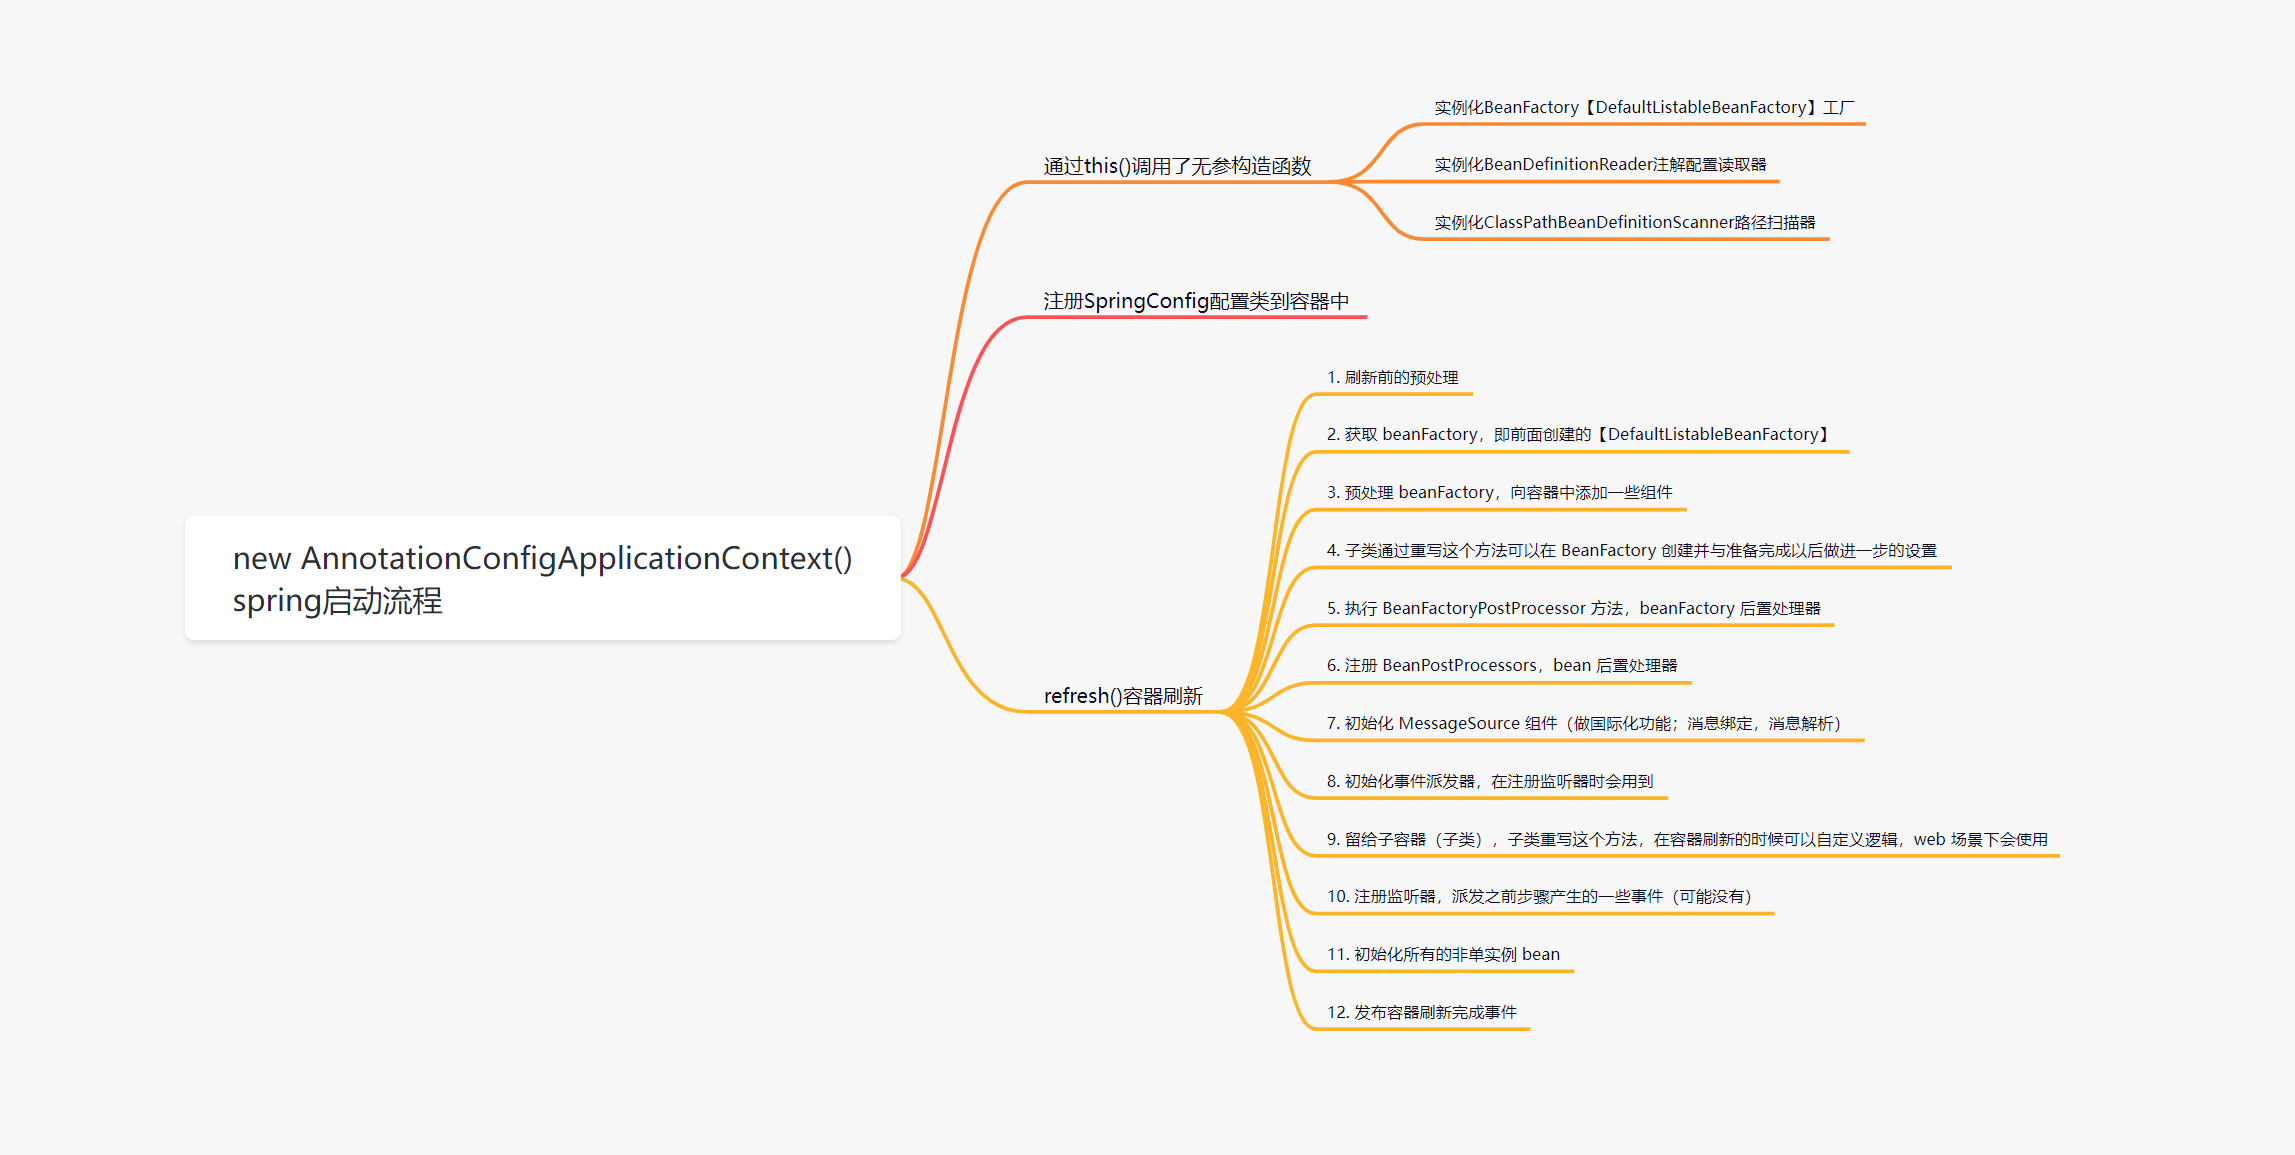 new AnnotationConfigApplicationContext()
spring启动流程
通过this()调用了无参构造函数
实例化BeanFactory【DefaultListableBeanFactory】工厂
实例化BeanDefinitionReader注解配置读取器
实例化ClassPathBeanDefinitionScanner路径扫描器
注册SpringConfig配置类到容器中
refresh()容器刷新
1. 刷新前的预处理
2. 获取 beanFactory，即前面创建的【DefaultListableBeanFactory】
3. 预处理 beanFactory，向容器中添加一些组件
4. 子类通过重写这个方法可以在 BeanFactory 创建并与准备完成以后做进一步的设置
5. 执行 BeanFactoryPostProcessor 方法，beanFactory 后置处理器
6. 注册 BeanPostProcessors，bean 后置处理器
7. 初始化 MessageSource 组件（做国际化功能；消息绑定，消息解析）
8. 初始化事件派发器，在注册监听器时会用到
9. 留给子容器（子类），子类重写这个方法，在容器刷新的时候可以自定义逻辑，web 场景下会使用
10. 注册监听器，派发之前步骤产生的一些事件（可能没有）
11. 初始化所有的非单实例 bean
12. 发布容器刷新完成事件